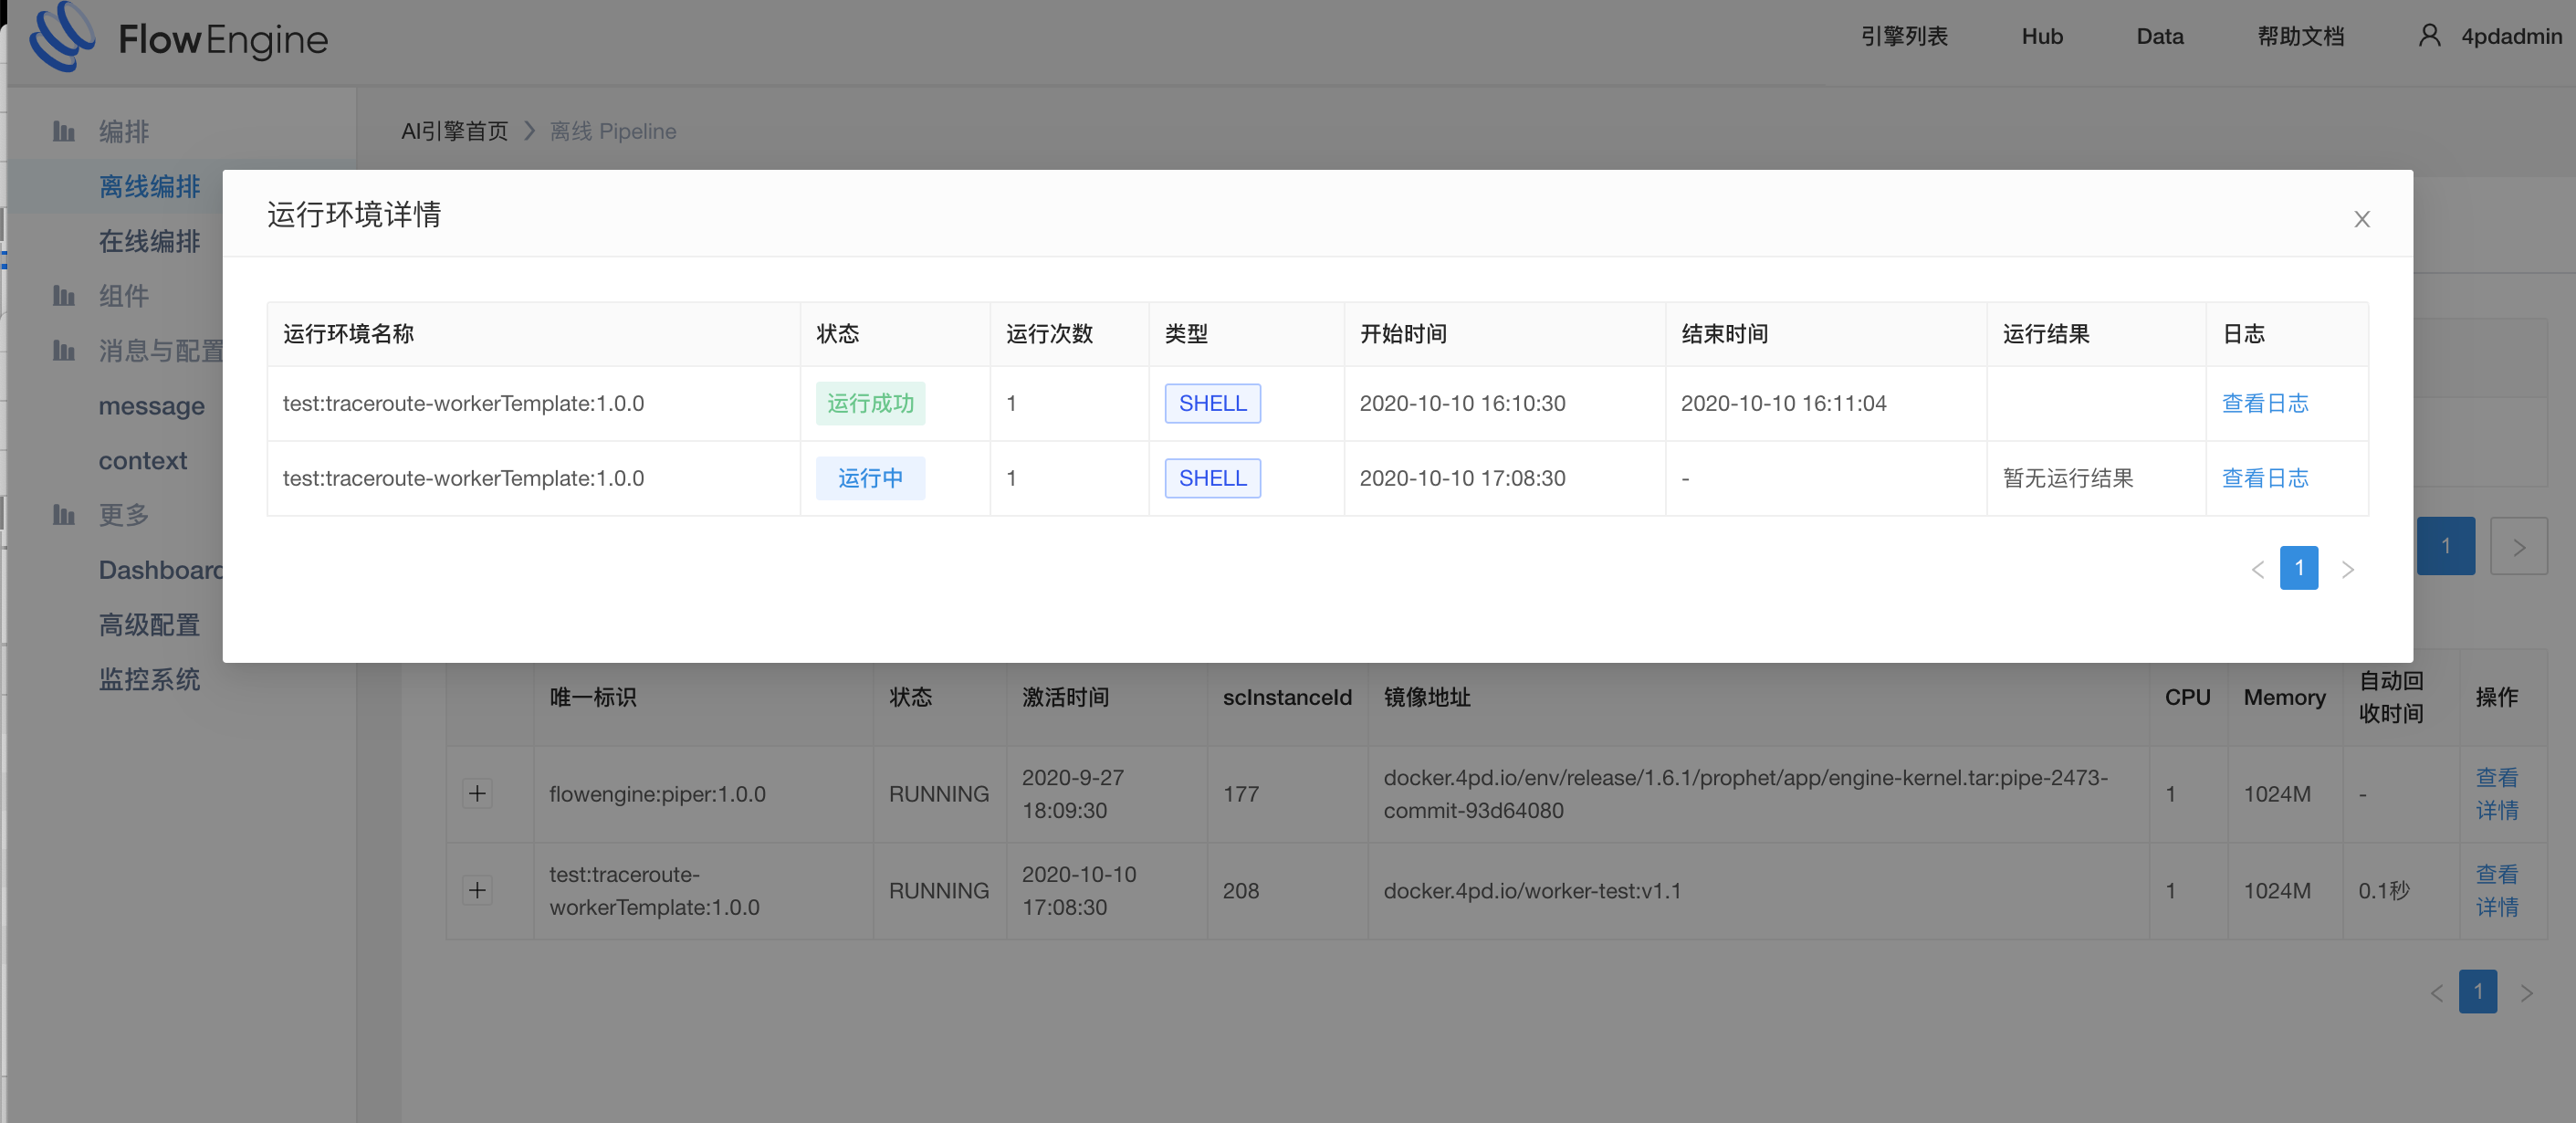 FlowEngine
引擎列表
Hub
Data
帮助文档
4pdadmin
编排
离线编排
在线编排
组件
消息与配置
message
context
更多
Dashboard
高级配置
监控系统
AI引擎首页 > 离线 Pipeline
运行环境详情
运行环境名称 状态 运行次数 类型 开始时间 结束时间 运行结果 日志
test:traceroute-workerTemplate:1.0.0 运行成功 1 SHELL 2020-10-10 16:10:30 2020-10-10 16:11:04 查看日志
test:traceroute-workerTemplate:1.0.0 运行中 1 SHELL 2020-10-10 17:08:30 - 暂无运行结果 查看日志
< 1 >
1 >
唯一标识
状态
激活时间
scInstanceId
镜像地址
CPU
Memory
自动回
收时间
操作
flowengine:piper:1.0.0
RUNNING
2020-9-27
18:09:30
177
docker.4pd.io/env/release/1.6.1/prophet/app/engine-kernel.tar:pipe-2473-
commit-93d64080
1
1024M
-
查看
详情
test:traceroute-
workerTemplate:1.0.0
RUNNING
2020-10-10
17:08:30
208
docker.4pd.io/worker-test:v1.1
1
1024M
0.1秒
查看
详情
< 1 >